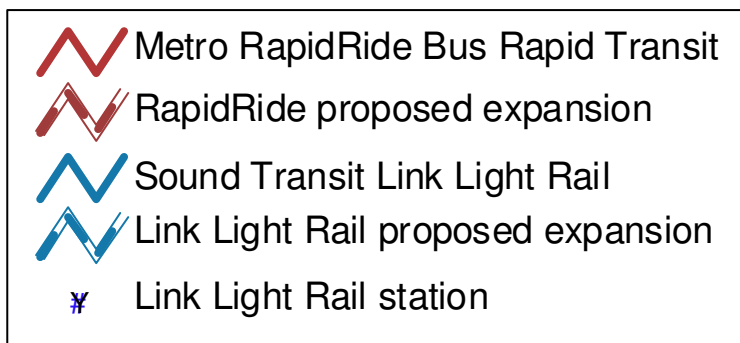 Metro RapidRide Bus Rapid Transit
RapidRide proposed expansion
Sound Transit Link Light Rail
Link Light Rail proposed expansion
Link Light Rail station